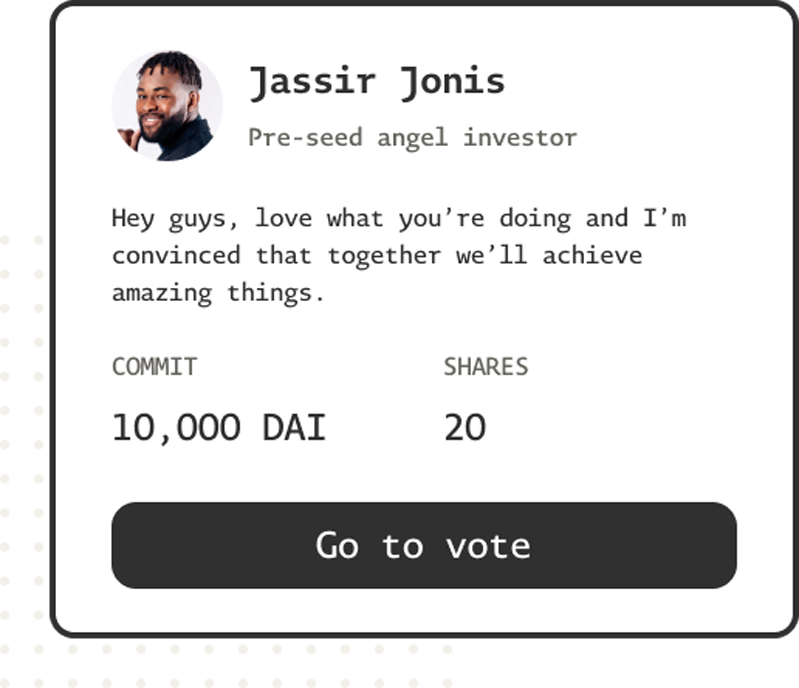 Jassir Jonis
Pre-seed angel investor
Hey guys, love what you’re doing and I’m
convinced that together we’ll achieve
amazing things.
COMMIT SHARES
10,000 DAI 20
Go to vote